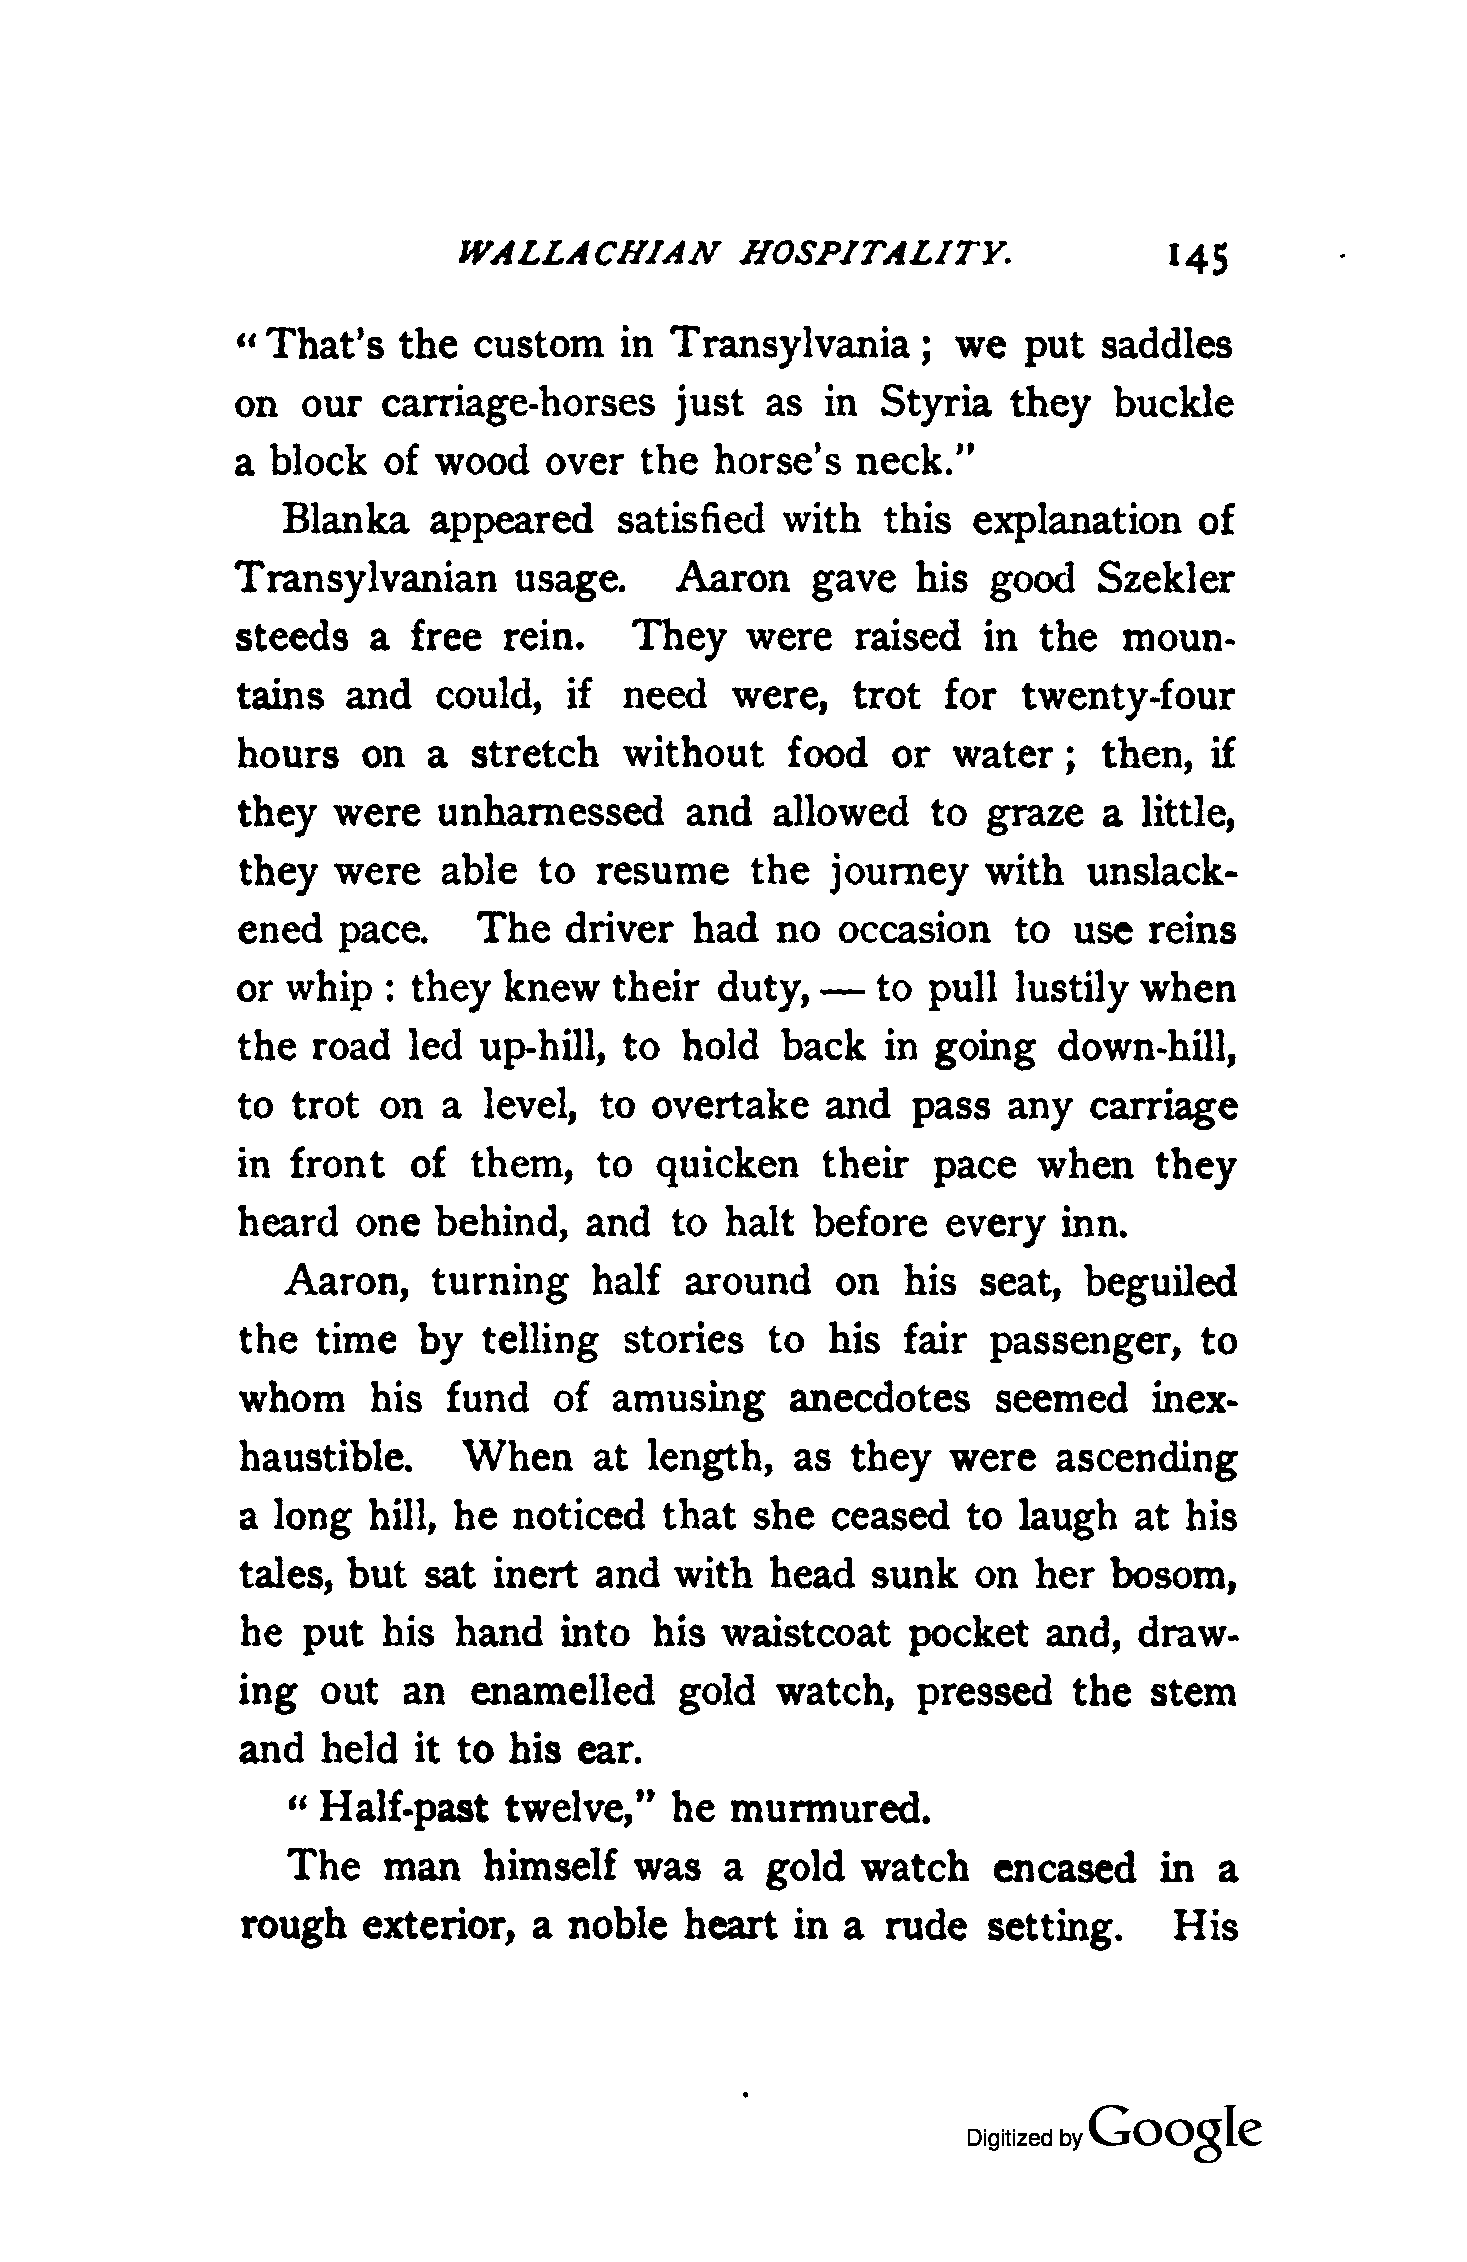 WALLACHIAN HOSPITALITY. 145
“That's the custom in Transylvania; we put saddles
on our carriage-horses just as in Styria they buckle
a block of wood over the horse's neck.”
Blanka appeared satisfied with this explanation of
Transylvanian usage. Aaron gave his good Szekler
steeds a free rein. They were raised in the moun-
tains and could, if need were, trot for twenty-four
hours on a stretch without food or water; then, if
they were unharnessed and allowed to graze a little,
they were able to resume the journey with unslack-
ened pace. The driver had no occasion to use reins
or whip: they knew their duty, — to pull lustily when
the road led up-hill, to hold back in going down-hill,
to trot on a level, to overtake and pass any carriage
in front of them, to quicken their pace when they
heard one behind, and to halt before every inn.
Aaron, turning half around on his seat, beguiled
the time by telling stories to his fair passenger, to
whom his fund of amusing anecdotes seemed inex-
haustible. When at length, as they were ascending
a long hill, he noticed that she ceased to laugh at his
tales, but sat inert and with head sunk on her bosom,
he put his hand into his waistcoat pocket and, draw-
ing out an enamelled gold watch, pressed the stem
and held it to his ear.
“Half-past twelve,” he murmured.
The man himself was a gold watch encased in a
rough exterior, a noble heart in a rude setting. His
Digitized by Google